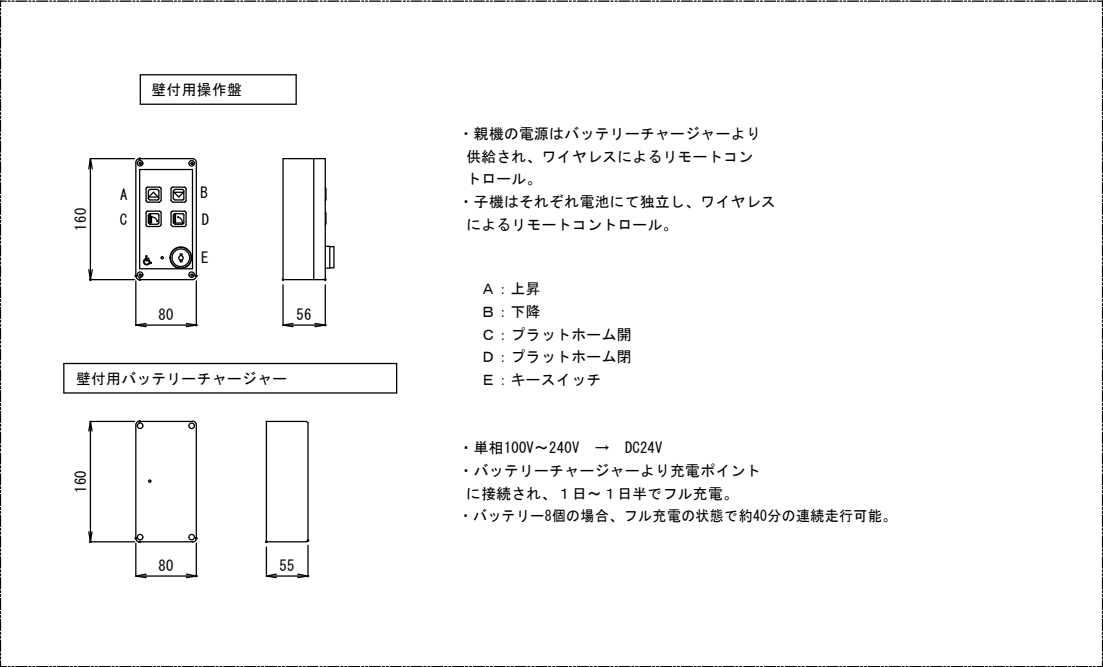 壁付用操作盤
・親機の電源はバッテリーチャージャーより
供給され、ワイヤレスによるリモートコン
トロール。
・子機はそれぞれ電池にて独立し、ワイヤレス
によるリモートコントロール。
A B
C D
E
160
80
56
A：上昇
B：下降
C：プラットホーム開
D：プラットホーム閉
E：キースイッチ
壁付用バッテリーチャージャー
160
80
55
・単相100V～240V → DC24V
・バッテリーチャージャーより充電ポイント
に接続され、１日～１日半でフル充電。
・バッテリー8個の場合、フル充電の状態で約40分の連続走行可能。